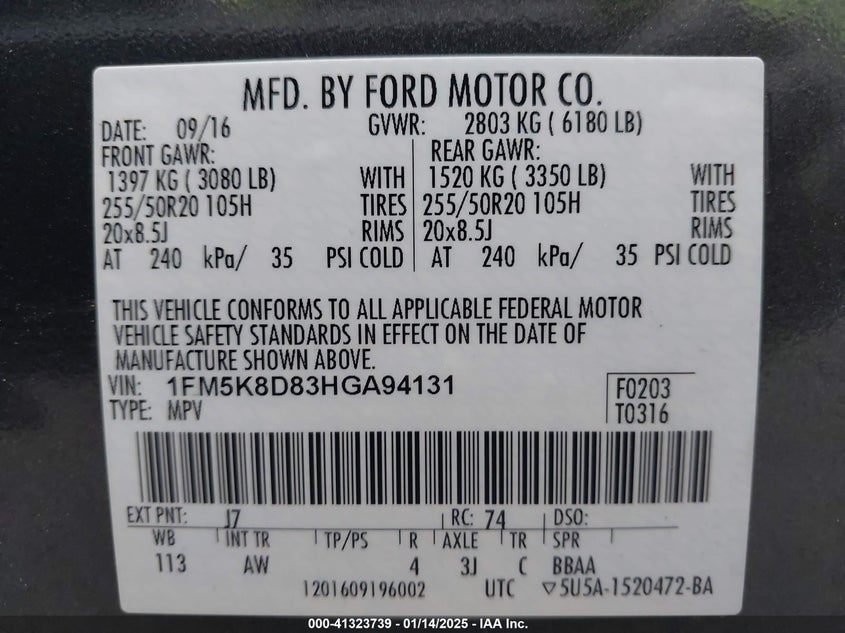 MFD. BY FORD MOTOR CO.
DATE: 09/16 GVWR: 2803 KG ( 6180 LB)
FRONT GAWR: REAR GAWR:
1397 KG ( 3080 LB) WITH 1520 KG ( 3350 LB) WITH
255/50R20 105H TIRES 255/50R20 105H TIRES
20x8.5J RIMS 20x8.5J RIMS
AT 240 kPa/ 35 PSI COLD AT 240 kPa/ 35 PSI COLD
THIS VEHICLE CONFORMS TO ALL APPLICABLE FEDERAL MOTOR
VEHICLE SAFETY STANDARDS IN EFFECT ON THE DATE OF
MANUFACTURE SHOWN ABOVE.
VIN: 1FM5K8D83HGA94131 F0203
TYPE: MPV T0316
EXT PNT: J7 RC: 74 DSO:
WB INT TR TP/PS R AXLE TR SPR
113 AW 4 3J C BBAA
1201609196002 UTC ▽5U5A-1520472-BA
000-41323739 - 01/14/2025 - IAA Inc.